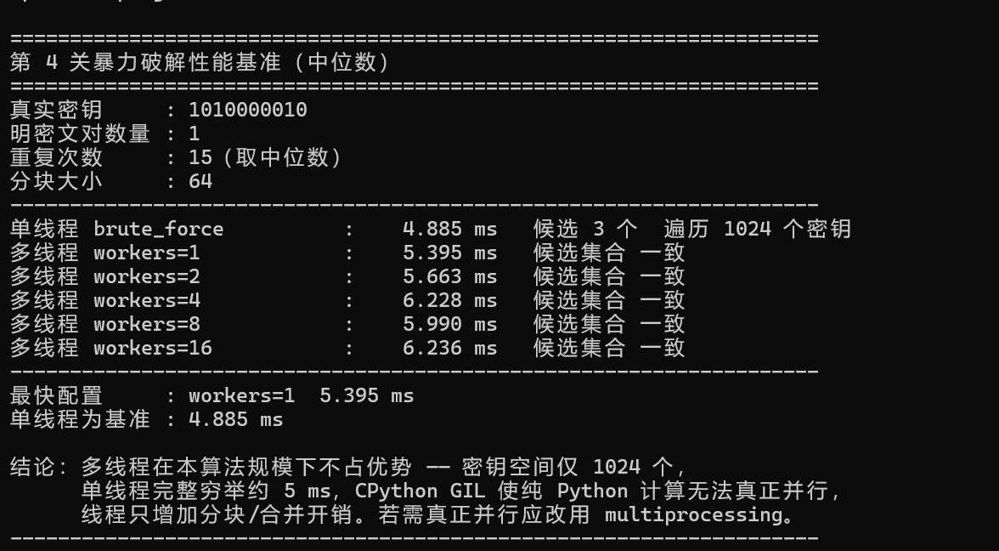 ======================================================================
第 4 关暴力破解性能基准（中位数）
======================================================================
真实密钥     : 1010000010
明密文对数量 : 1
重复次数     : 15（取中位数）
分块大小     : 64
----------------------------------------------------------------------
单线程 brute_force          :    4.885 ms   候选 3 个  遍历 1024 个密钥
多线程 workers=1            :    5.395 ms   候选集合 一致
多线程 workers=2            :    5.663 ms   候选集合 一致
多线程 workers=4            :    6.228 ms   候选集合 一致
多线程 workers=8            :    5.990 ms   候选集合 一致
多线程 workers=16           :    6.236 ms   候选集合 一致
----------------------------------------------------------------------
最快配置     : workers=1  5.395 ms
单线程为基准 : 4.885 ms
结论: 多线程在本算法规模下不占优势 —— 密钥空间仅 1024 个，
      单线程完整穷举约 5 ms，CPython GIL 使纯 Python 计算无法真正并行，
      线程只增加分块/合并开销。若需真正并行应改用 multiprocessing。
----------------------------------------------------------------------